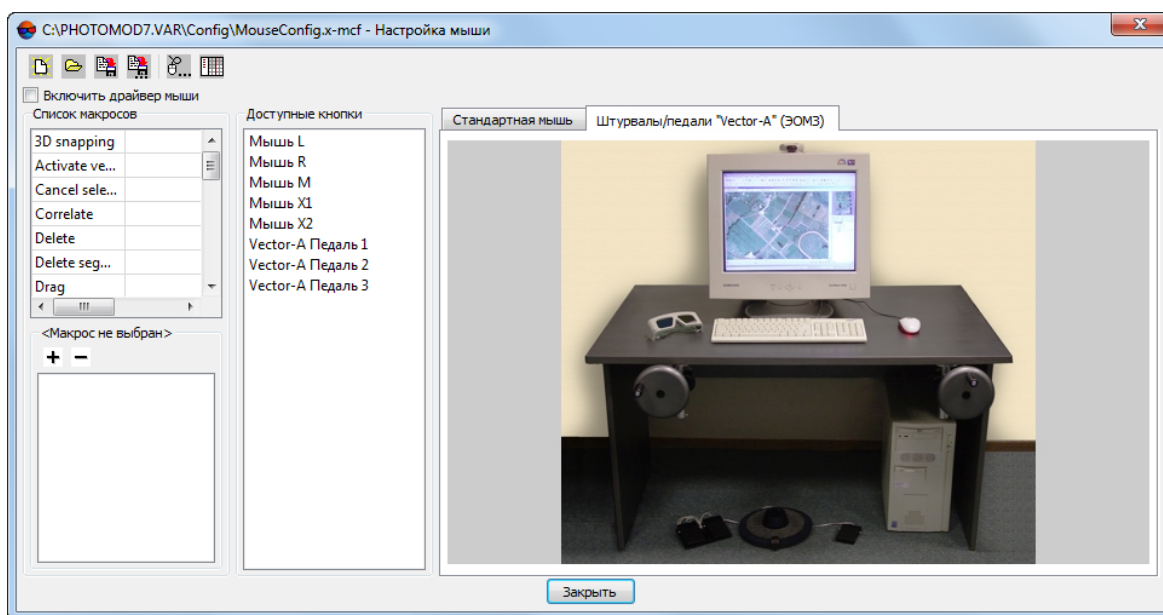 C:\PHOTOMOD7.VAR\Config\MouseConfig.x-mcf - Настройка мыши
Включить драйвер мыши
Список макросов
3D snapping
Activate ve...
Cancel sele...
Correlate
Delete
Delete seg...
Drag
<Макрос не выбран>
Доступные кнопки
Мышь L
Мышь R
Мышь M
Мышь X1
Мышь X2
Vector-A Педаль 1
Vector-A Педаль 2
Vector-A Педаль 3
Стандартная мышь
Штурвалы/педали "Vector-A" (ЭОМЗ)
Закрыть